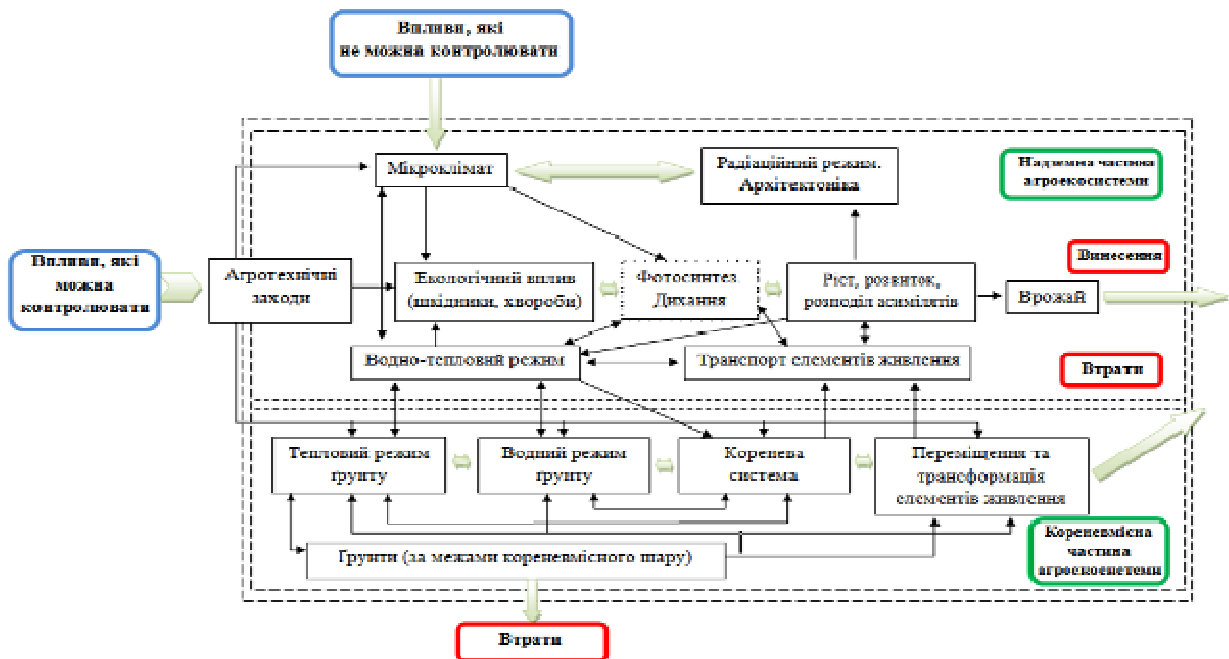 Впливи, які
не можна контролювати
Мікроклімат
Радіаційний режим.
Архітектоніка
Надземна частина
агроекосистеми
Впливи, які
можна
контролювати
Агротехнічні
заходи
Екологічний вплив
(шкідники, хвороби)
Фотосинтез.
Дихання
Ріст, розвиток,
розподіл асимілятів
Винесення
Врожай
Водно-тепловий режим
Транспорт елементів живлення
Втрати
Тепловий режим
ґрунту
Водний режим
ґрунту
Коренева
система
Переміщення та
трансформація
елементів живлення
Ґрунти (за межами кореневмісного шару)
Кореневмісна
частина
агроекосистеми
Втрати